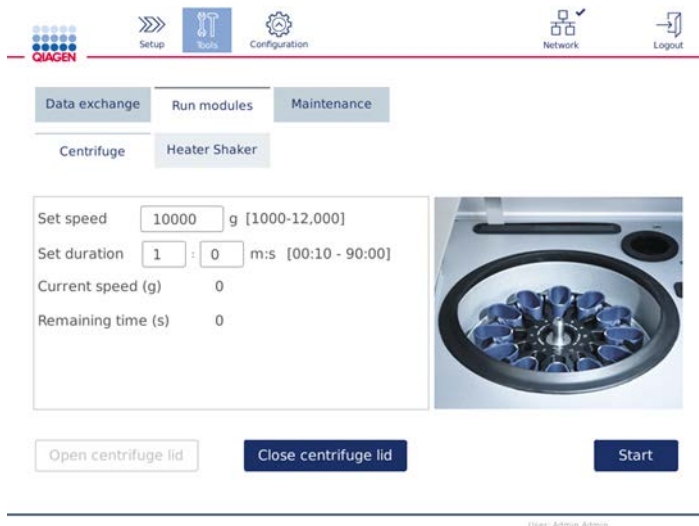 QIAGEN
Setup
Tools
Configuration
Network
Logout
Data exchange
Run modules
Maintenance
Centrifuge
Heater Shaker
Set speed 10000 g [1000-12,000]
Set duration 1 : 0 m:s [00:10 - 90:00]
Current speed (g) 0
Remaining time (s) 0
Open centrifuge lid
Close centrifuge lid
Start
User: Admin Admin